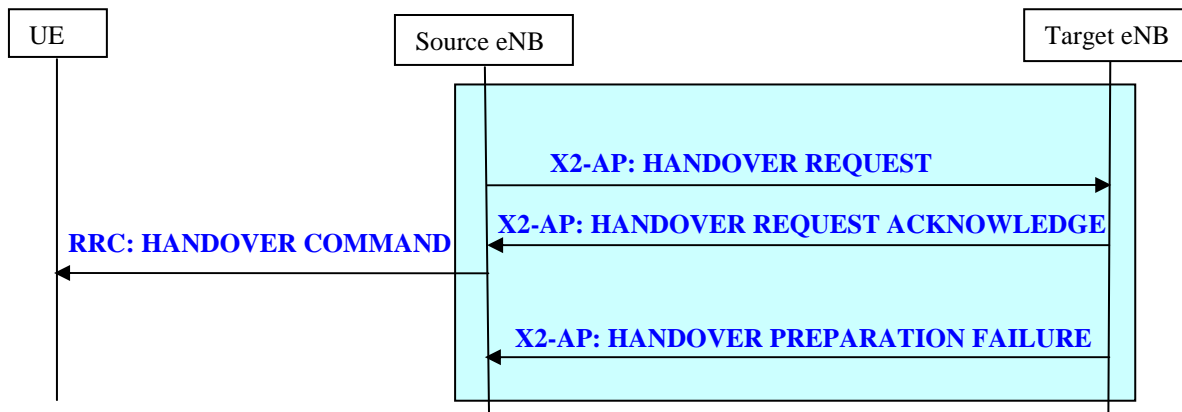 UE
Source eNB
Target eNB
X2-AP: HANDOVER REQUEST
X2-AP: HANDOVER REQUEST ACKNOWLEDGE
RRC: HANDOVER COMMAND
X2-AP: HANDOVER PREPARATION FAILURE